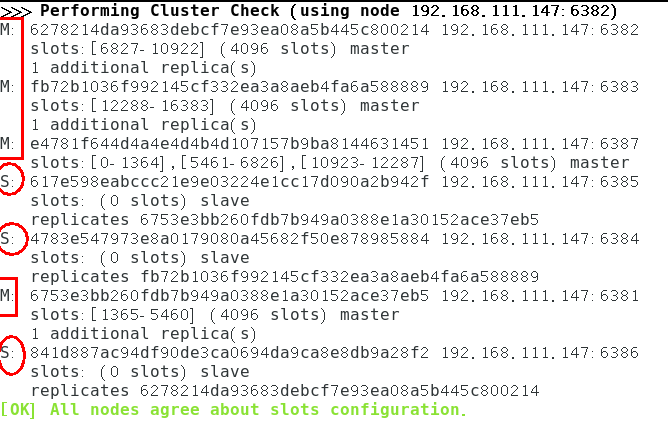 >>> Performing Cluster Check (using node 192.168.111.147:6382)
M: 6278214da93683debcf7e93ea08a5b445c800214 192.168.111.147:6382
slots:[6827-10922] (4096 slots) master
1 additional replica(s)
M: fb72b1036f992145cf332ea3a8aeb4fa6a588889 192.168.111.147:6383
slots:[12288-16383] (4096 slots) master
1 additional replica(s)
M: e4781f644d4a4e4d4b4d107157b9ba8144631451 192.168.111.147:6387
slots:[0-1364],[5461-6826],[10923-12287] (4096 slots) master
S: 617e598eabccc21e9e03224e1cc17d090a2b942f 192.168.111.147:6385
slots: (0 slots) slave
replicates 6753e3bb260fdb7b949a0388e1a30152ace37eb5
S: 4783e547973e8a0179080a45682f50e878985884 192.168.111.147:6384
slots: (0 slots) slave
replicates fb72b1036f992145cf332ea3a8aeb4fa6a588889
M: 6753e3bb260fdb7b949a0388e1a30152ace37eb5 192.168.111.147:6381
slots:[1365-5460] (4096 slots) master
1 additional replica(s)
S: 841d887ac94df90de3ca0694da9ca8e8db9a28f2 192.168.111.147:6386
slots: (0 slots) slave
replicates 6278214da93683debcf7e93ea08a5b445c800214
[OK] All nodes agree about slots configuration.